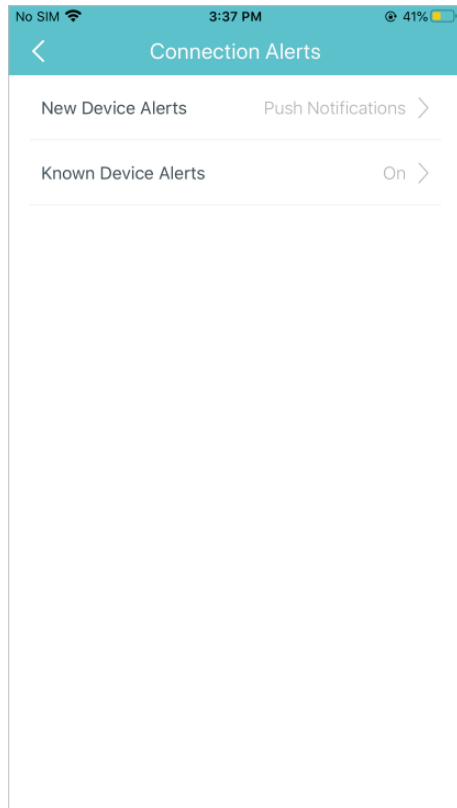 No SIM 3:37 PM 41%
Connection Alerts
New Device Alerts Push Notifications
Known Device Alerts On